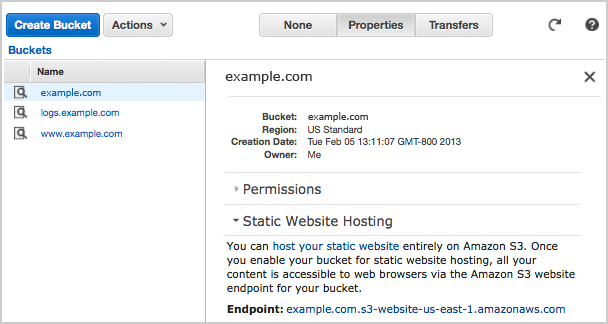 Create Bucket Actions None Properties Transfers
Buckets
Name
example.com
logs.example.com
www.example.com
example.com
Bucket: example.com
Region: US Standard
Creation Date: Tue Feb 05 13:11:07 GMT-800 2013
Owner: Me
Permissions
Static Website Hosting
You can host your static website entirely on Amazon S3. Once
you enable your bucket for static website hosting, all your
content is accessible to web browsers via the Amazon S3 website
endpoint for your bucket.
Endpoint: example.com.s3-website-us-east-1.amazonaws.com